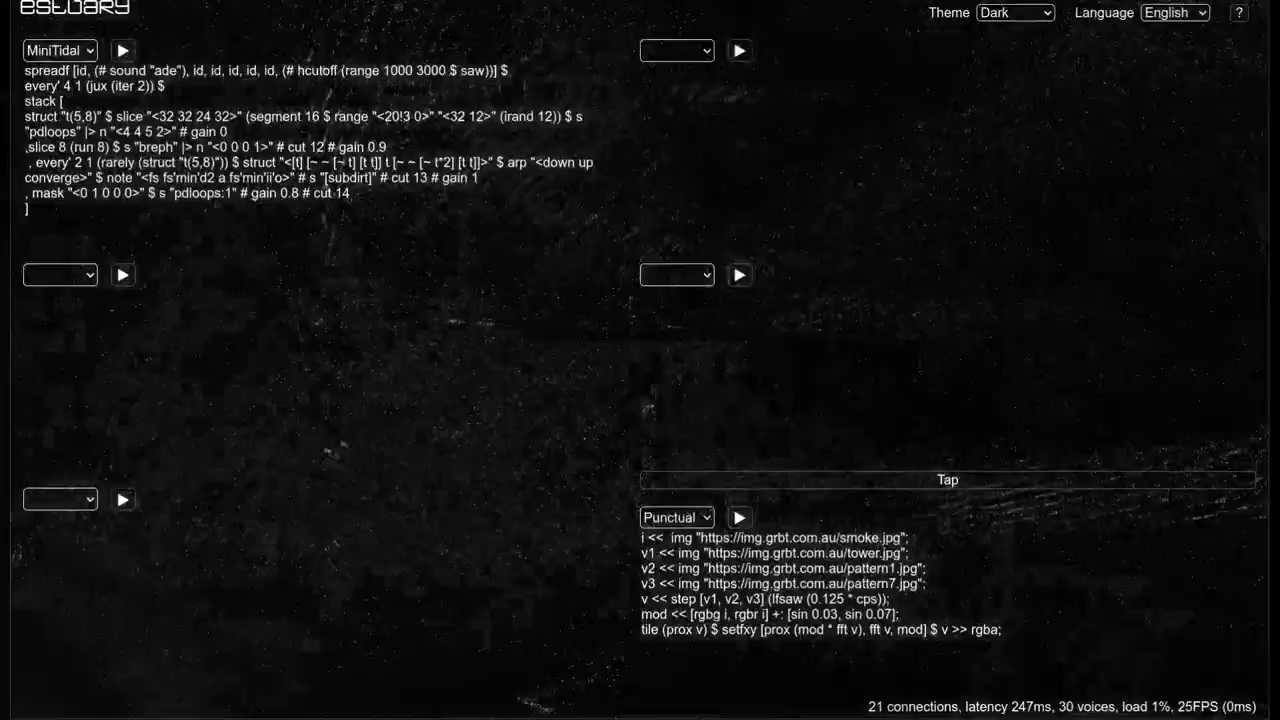 estuary
Theme Dark Language English ?
MiniTidal
spreadf [id, (# sound "ade"), id, id, id, id, id, (# hcutoff (range 1000 3000 $ saw))] $
every' 4 1 (jux (iter 2)) $
stack [
struct "t(5,8)" $ slice "<32 32 24 32>" (segment 16 $ range "<20!3 0>" "<32 12>" (irand 12)) $ s
"pdloops" |> n "<4 4 5 2>" # gain 0
,slice 8 (run 8) $ s "breph" |> n "<0 0 0 1>" # cut 12 # gain 0.9
, every' 2 1 (rarely (struct "t(5,8)")) $ struct "<[t] [~ ~ [~ t] [t t]] t [~ ~ [~ t*2] [t t]]>" $ arp "<down up
converge>" $ note "<fs fs'min'd2 a fs'min'ii'o>" # s "[subdirt]" # cut 13 # gain 1
, mask "<0 1 0 0 0>" $ s "pdloops:1" # gain 0.8 # cut 14
]
Tap
Punctual
i << img "https://img.grbt.com.au/smoke.jpg";
v1 << img "https://img.grbt.com.au/tower.jpg";
v2 << img "https://img.grbt.com.au/pattern1.jpg";
v3 << img "https://img.grbt.com.au/pattern7.jpg";
v << step [v1, v2, v3] (lfsaw (0.125 * cps));
mod << [rgbg i, rgbr i] +: [sin 0.03, sin 0.07];
tile (prox v) $ setfxy [prox (mod * fft v), fft v, mod] $ v >> rgba;
21 connections, latency 247ms, 30 voices, load 1%, 25FPS (0ms)